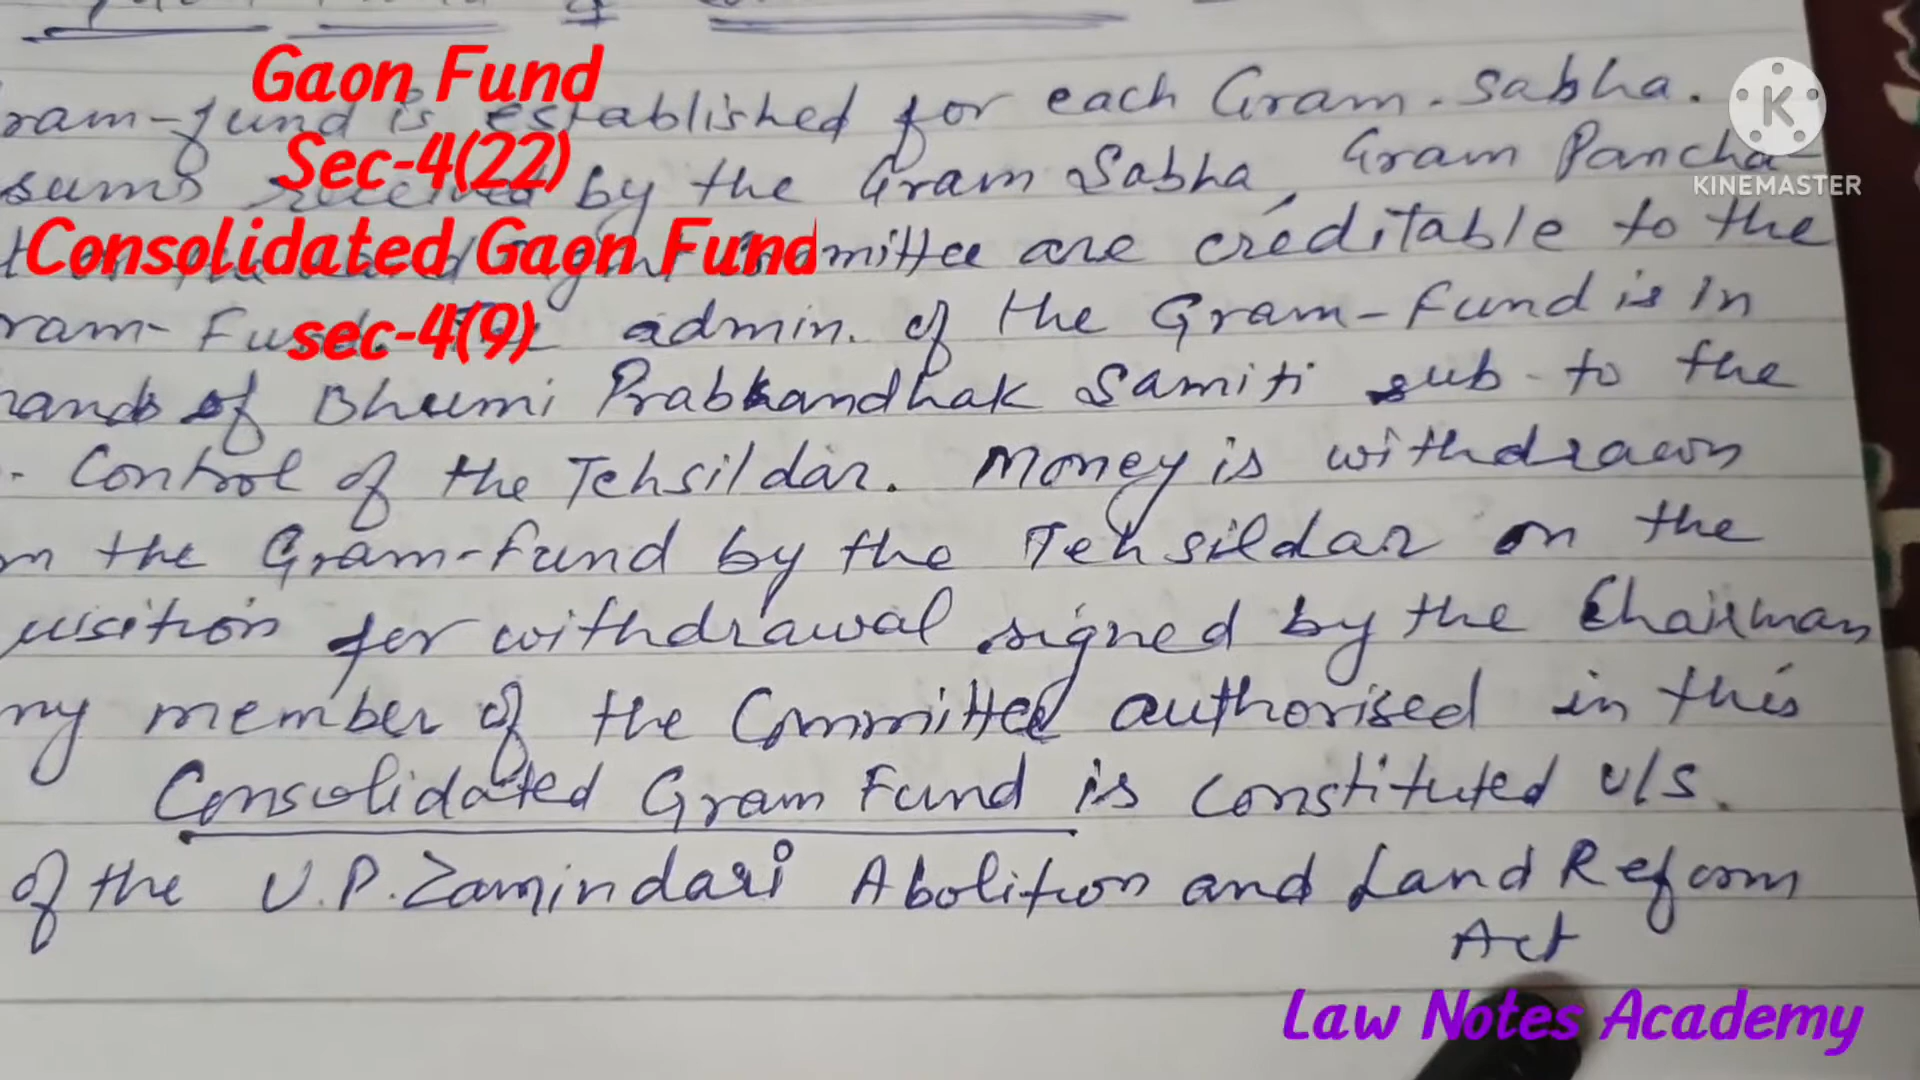 Gaon Fund
Sec-4(22)
Consolidated Gaon Fund
sec-4(9)
KINEMASTER
ram-fund is established for each Gram-Sabha.
sums received by the Gram Sabha, Gram Pancha-
mittee are creditable to the
ram-Fund. The admin. of the Gram-Fund is in
hands of Bhumi Prabhandhak Samiti sub-to the
Control of the Tehsildar. Money is withdrawn
the Gram-Fund by the Tehsildar on the
uisition for withdrawal signed by the Chairman
ny member of the Committee authorised in this
Consolidated Gram Fund is constituted U/S.
of the U.P. Zamindari Abolition and Land Reform
Act
Law Notes Academy